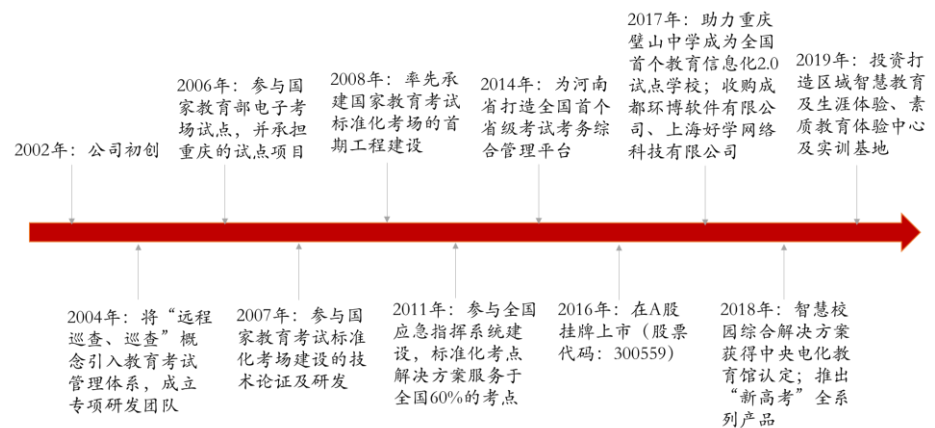 2002年：公司初创
2006年：参与国
家教育部电子考
场试点，并承担
重庆的试点项目
2008年：率先承
建国家教育考试
标准化考场的首
期工程建设
2014年：为河南
省打造全国首个
省级考试考务综
合管理平台
2017年：助力重庆
璧山中学成为全国
首个教育信息化2.0
试点学校；收购成
都环博软件有限公
司、上海好学网络
科技有限公司
2019年：投资打
造区域智慧教育
及生涯体验、素
质教育体验中心
及实训基地
2004年：将“远程
巡查、巡查”概
念引入教育考试
管理体系，成立
专项研发团队
2007年：参与国
家教育考试标准
化考场建设的技
术论证及研发
2011年：参与全国
应急指挥系统建
设，标准化考点
解决方案服务于
全国60%的考点
2016年：在A股
挂牌上市（股票
代码：300559）
2018年：智慧校
园综合解决方案
获得中央电化教
育馆认定；推出
“新高考”全系
列产品